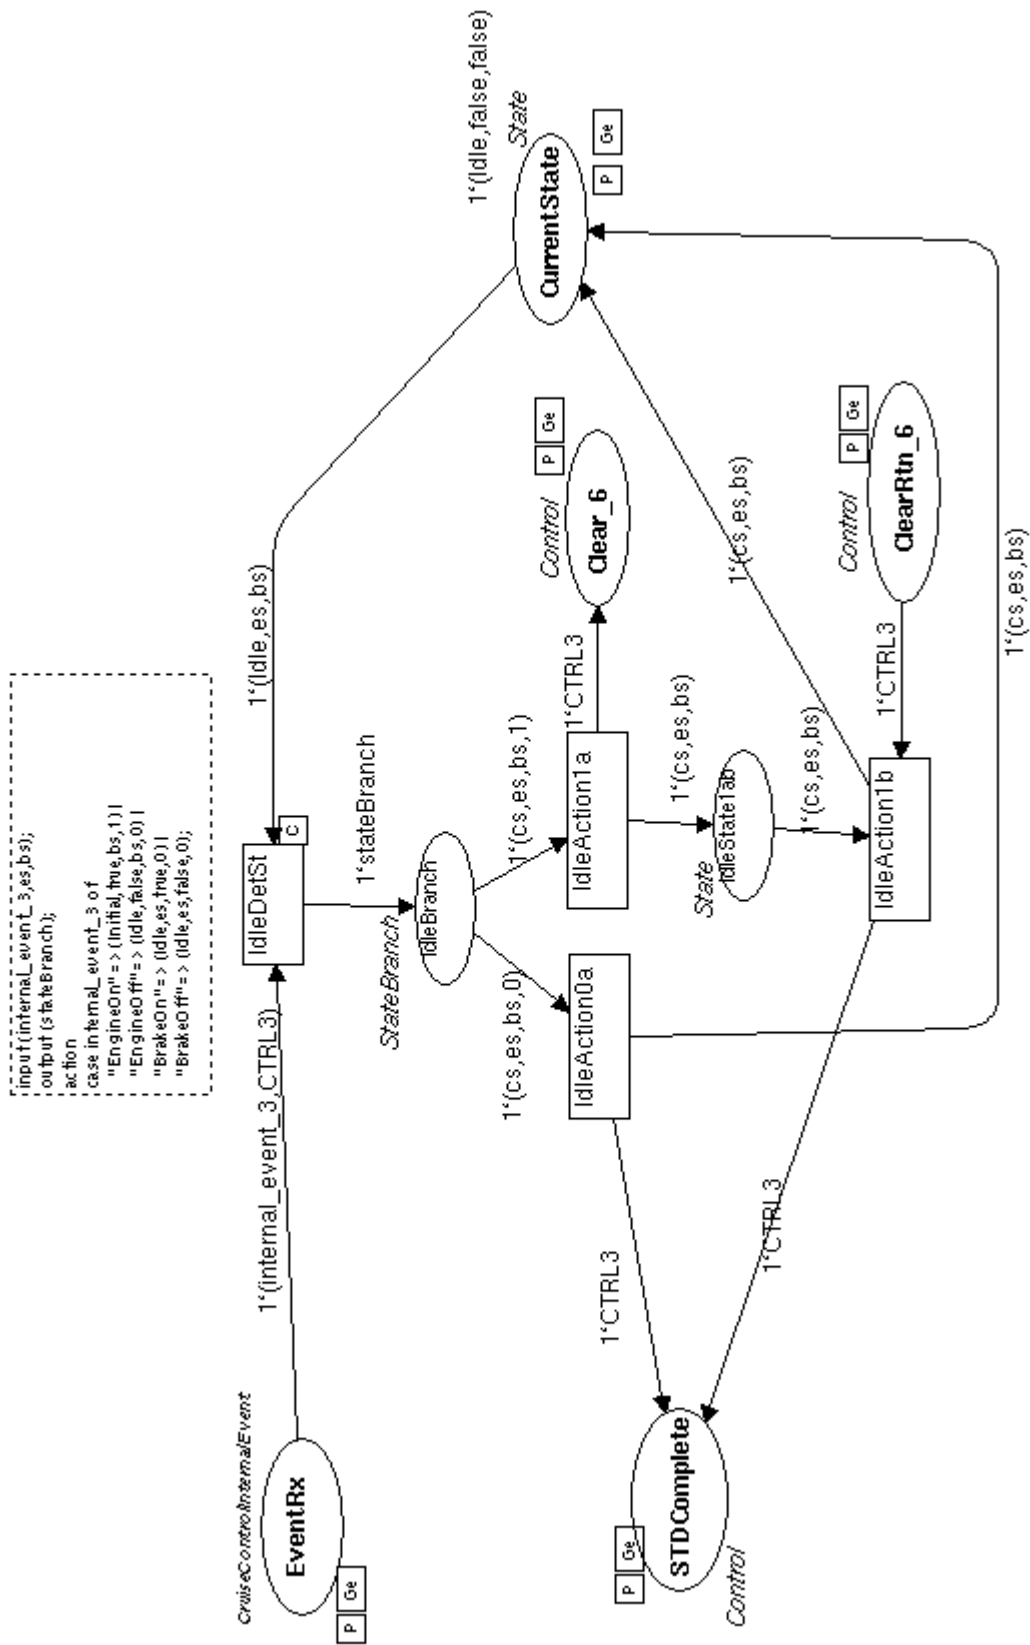 input (internal_event_3,es,bs);
output (stateBranch);
action
case internal_event_3 of
"EngineOn"=> (Initial,true,bs,1) |
"EngineOff"=> (Idle,false,bs,0) |
"BrakeOn"=> (Idle,es,true,0) |
"BrakeOff"=> (Idle,es,false,0);
CruiseControlInternalEvent
EventRx
P
Ge
1‘(internal_event_3,CTRL3)
IdleDetSt
C
1‘(Idle,es,bs)
1‘stateBranch
StateBranch
IdleBranch
1‘(cs,es,bs,0)
1‘(cs,es,bs,1)
1‘(Idle,false,false)
State
CurrentState
P
Ge
IdleAction0a
IdleAction1a
1‘CTRL3
Control
Clear_6
P
Ge
1‘CTRL3
1‘(cs,es,bs)
State
IdleState1ab
1‘(cs,es,bs)
1‘(cs,es,bs)
STDComplete
P
Ge
Control
1‘CTRL3
IdleAction1b
1‘CTRL3
Control
ClearRtn_6
P
Ge
1‘(cs,es,bs)